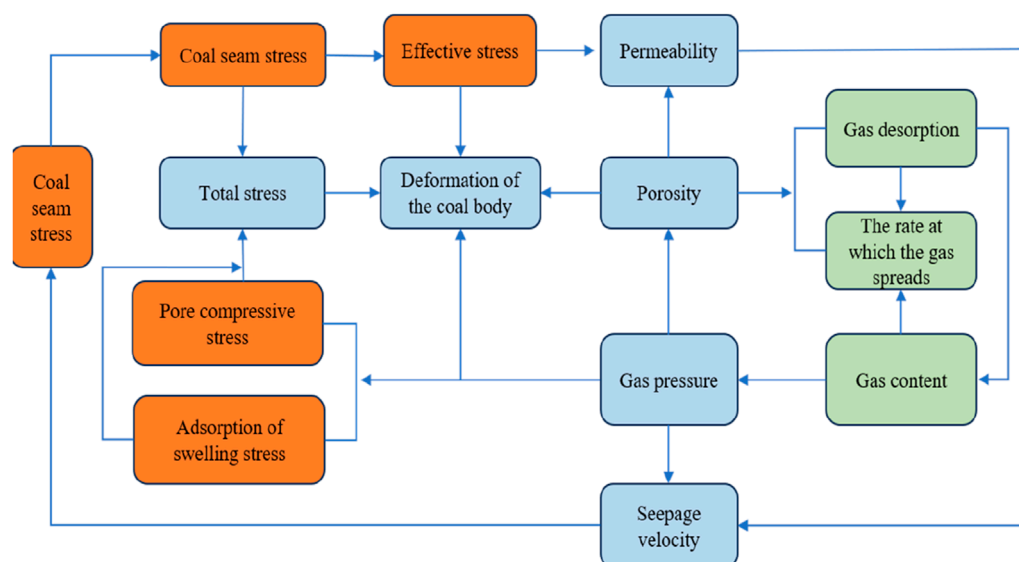 Coal seam stress
Effective stress
Permeability
Gas desorption
Coal
seam
stress
Total stress
Deformation of
the coal body
Porosity
The rate at
which the gas
spreads
Pore compressive
stress
Gas pressure
Gas content
Adsorption of
swelling stress
Seepage
velocity